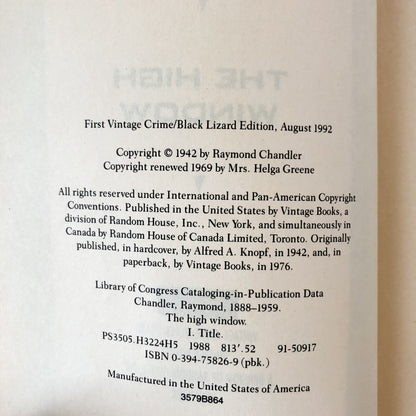 THE HIGH
WINDOW
First Vintage Crime/Black Lizard Edition, August 1992
Copyright © 1942 by Raymond Chandler
Copyright renewed 1969 by Mrs. Helga Greene
All rights reserved under International and Pan-American Copyright
Conventions. Published in the United States by Vintage Books, a
division of Random House, Inc., New York, and simultaneously in
Canada by Random House of Canada Limited, Toronto. Originally
published, in hardcover, by Alfred A. Knopf, in 1942, and, in
paperback, by Vintage Books, in 1976.
Library of Congress Cataloging-in-Publication Data
Chandler, Raymond, 1888–1959.
The high window.
I. Title.
PS3505.H3224H5 1988 813'.52 91-50917
ISBN 0-394-75826-9 (pbk.)
Manufactured in the United States of America
3579B864